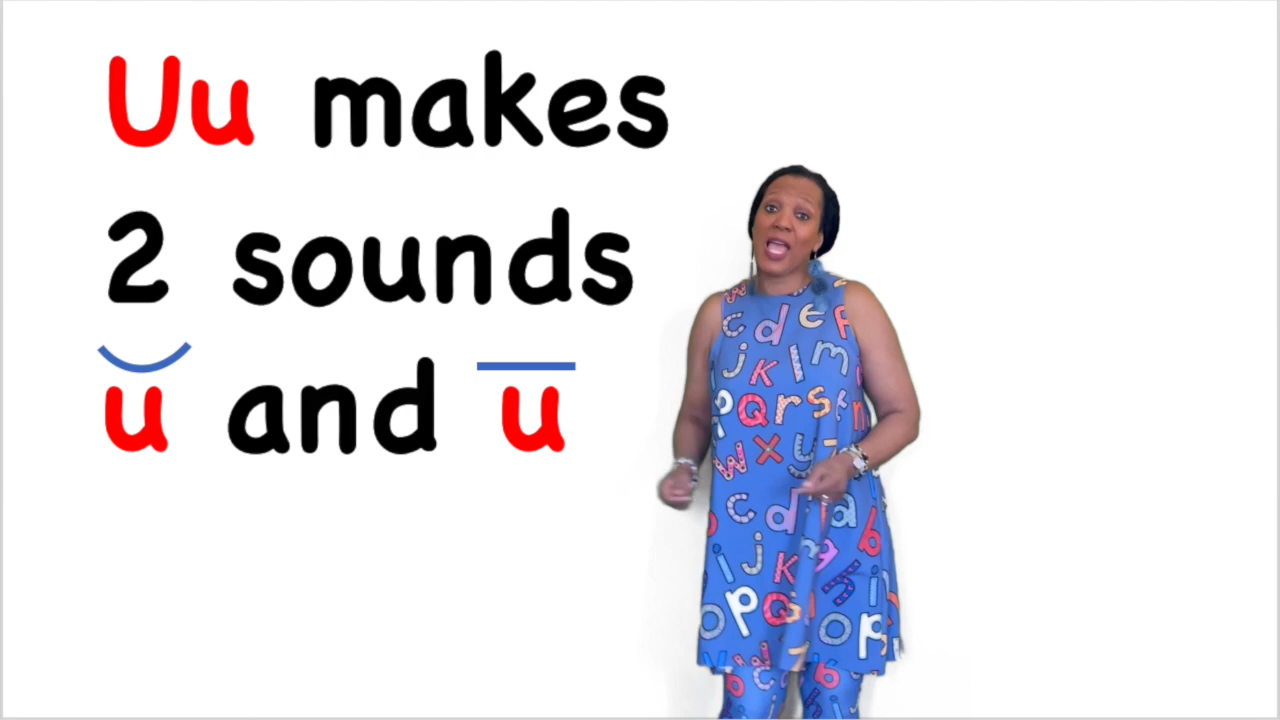 Uu makes
2 sounds
ŭ and ū